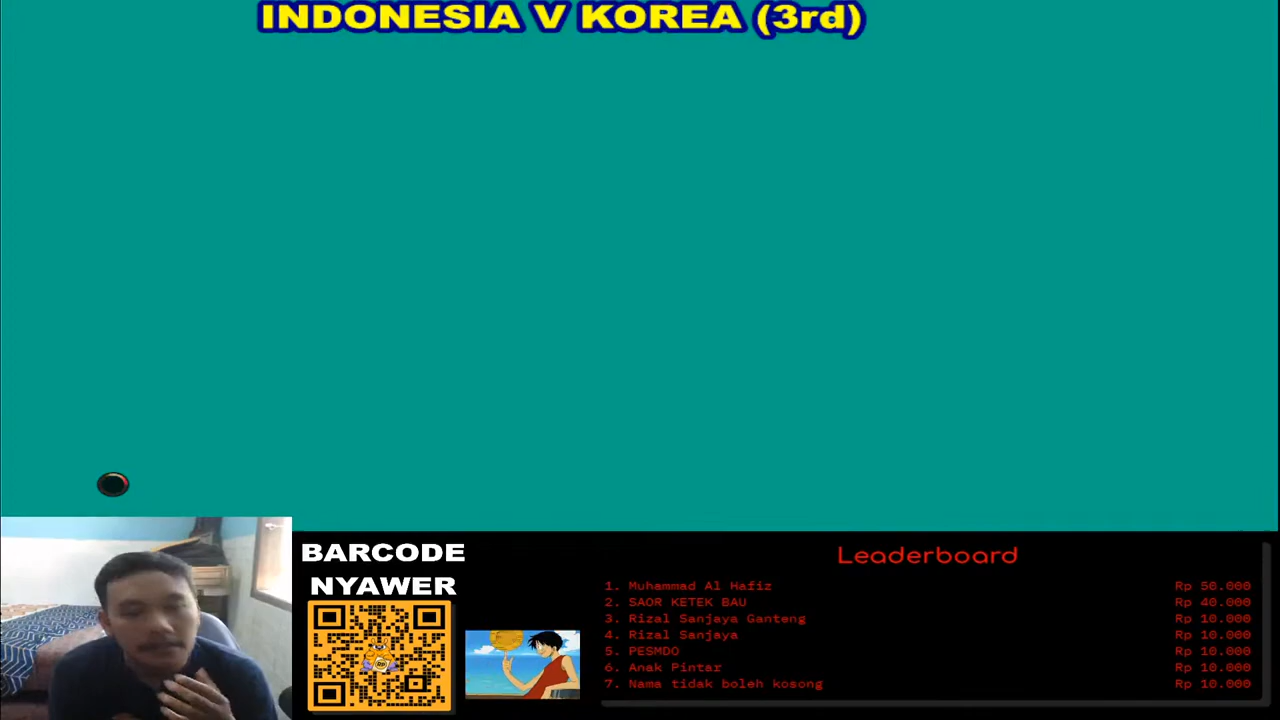 INDONESIA V KOREA (3rd)
BARCODE
NYAWER
RP
Leaderboard
1. Muhammad Al Hafiz Rp 50.000
2. SAOR KETEK BAU Rp 40.000
3. Rizal Sanjaya Ganteng Rp 10.000
4. Rizal Sanjaya Rp 10.000
5. PESMDO Rp 10.000
6. Anak Pintar Rp 10.000
7. Nama tidak boleh kosong Rp 10.000